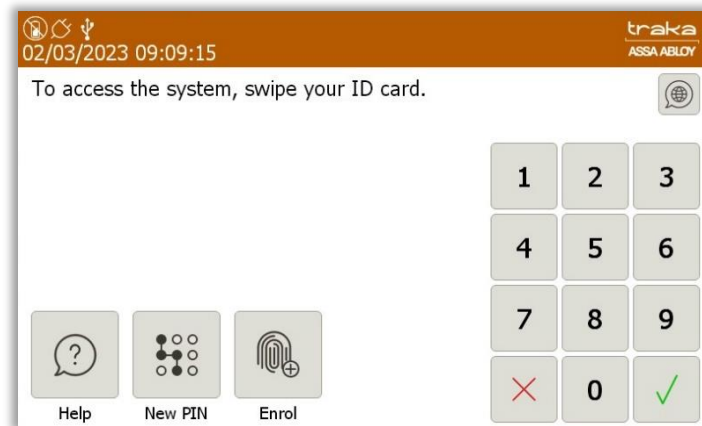 traka
02/03/2023 09:09:15
ASSA ABLOY
To access the system, swipe your ID card.
1 2 3
4 5 6
7 8 9
0
?
Help New PIN Enrol